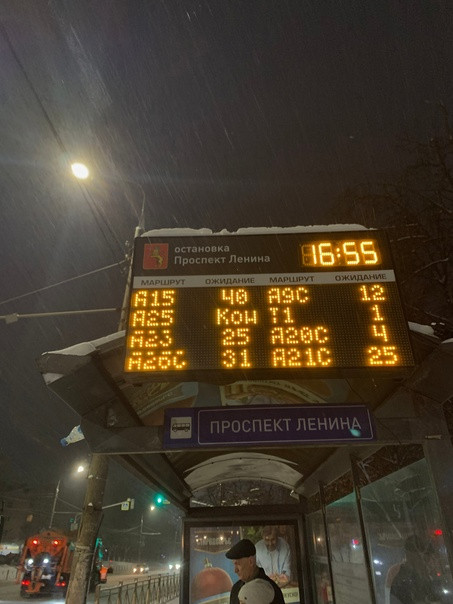 остановка
Проспект Ленина
16:55
МАРШРУТ ОЖИДАНИЕ МАРШРУТ ОЖИДАНИЕ
А15 40 А9С 12
А25 Кош Т1 1
А23 25 А20С 4
А26С 31 А21С 25
ПРОСПЕКТ ЛЕНИНА